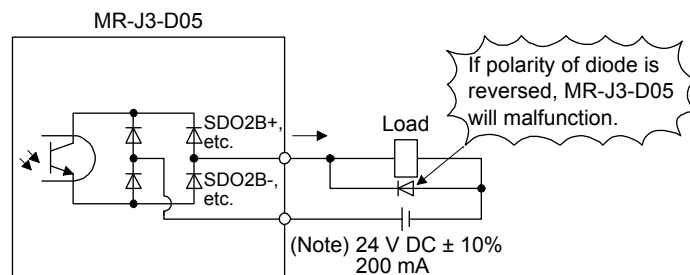 MR-J3-D05
If polarity of diode is
reversed, MR-J3-D05
will malfunction.
SDO2B+,
etc.
Load
SDO2B-,
etc.
(Note) 24 V DC ± 10%
200 mA